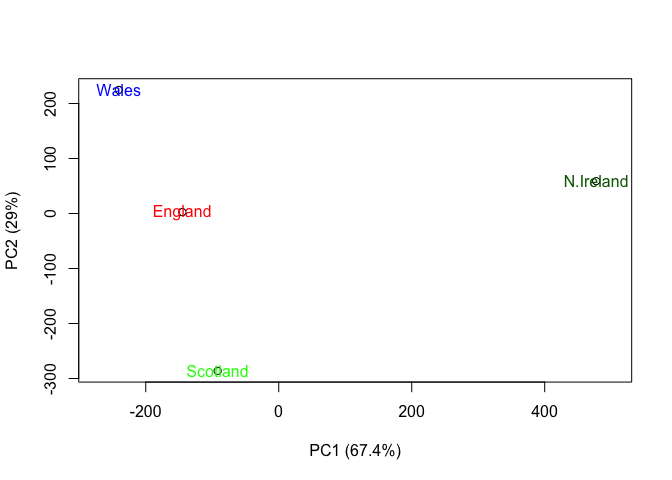 Wales
N.Ireland
England
Scotland
200
100
0
-100
-200
-300
PC2 (29%)
-200
0
200
400
PC1 (67.4%)